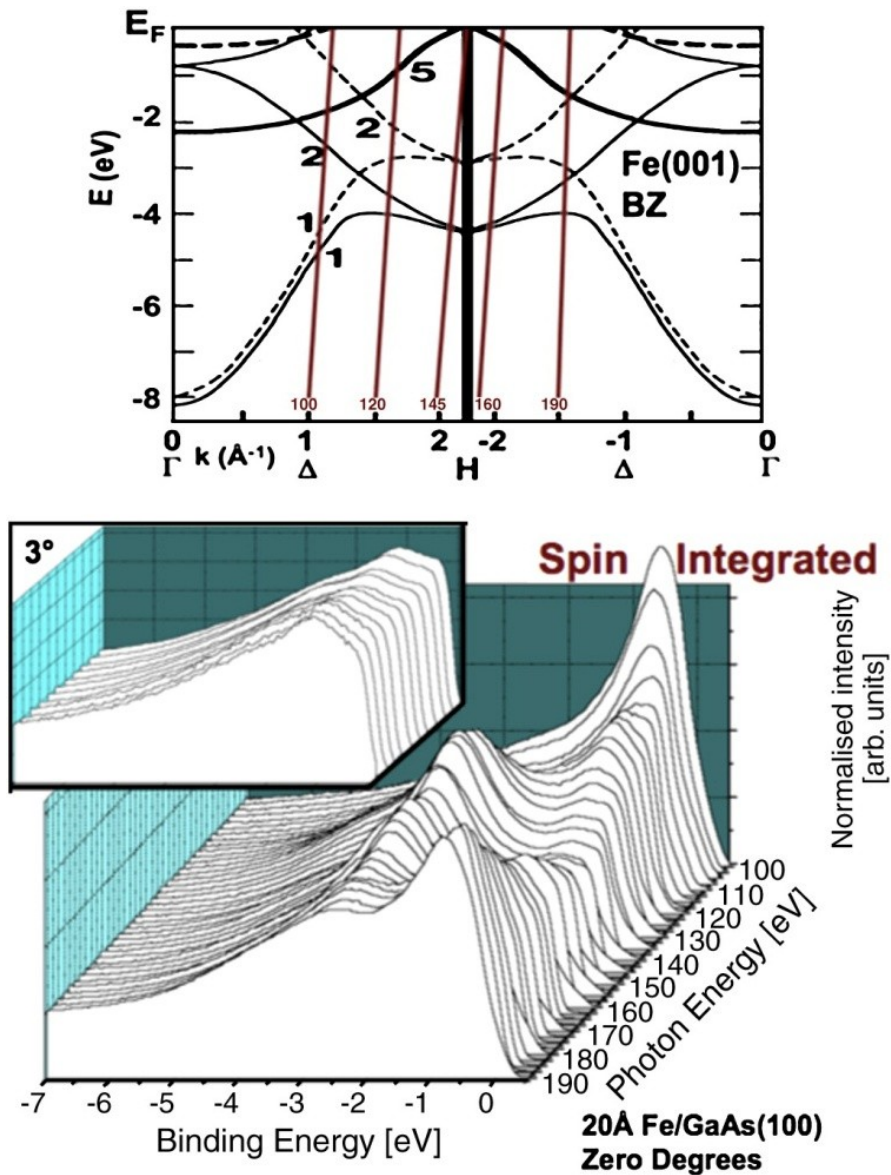 E_F
5
2
2
1
1
-2
-4
-6
-8
E (eV)
Fe(001)
BZ
100 120 145 160 190
0 1 2 -2 -1 0
Γ k (Å⁻¹) Δ H Δ Γ
3°
Spin Integrated
Normalised intensity
[arb. units]
100
110
120
130
140
150
160
170
180
190
Photon Energy [eV]
-7 -6 -5 -4 -3 -2 -1 0
Binding Energy [eV]
20Å Fe/GaAs(100)
Zero Degrees